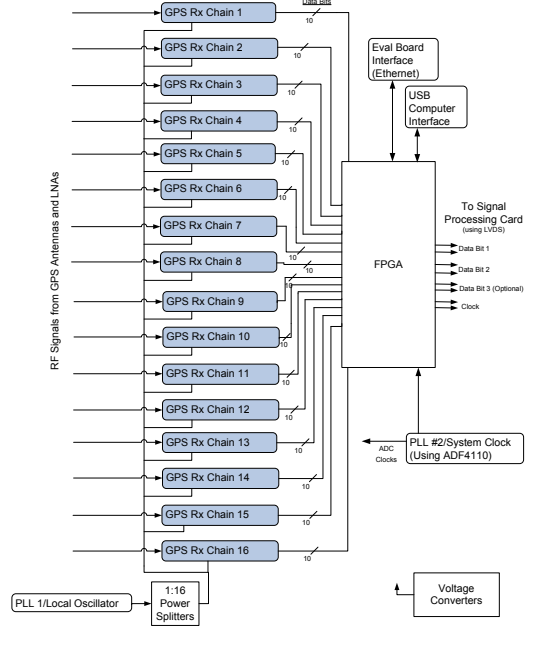 Data Bits
GPS Rx Chain 1
10
GPS Rx Chain 2
10
GPS Rx Chain 3
10
GPS Rx Chain 4
10
GPS Rx Chain 5
10
GPS Rx Chain 6
10
GPS Rx Chain 7
10
GPS Rx Chain 8
10
GPS Rx Chain 9
10
GPS Rx Chain 10
10
GPS Rx Chain 11
10
GPS Rx Chain 12
10
GPS Rx Chain 13
10
GPS Rx Chain 14
10
GPS Rx Chain 15
10
GPS Rx Chain 16
10
RF Signals from GPS Antennas and LNAs
Eval Board
Interface
(Ethernet)
USB
Computer
Interface
FPGA
To Signal
Processing Card
(using LVDS)
Data Bit 1
Data Bit 2
Data Bit 3 (Optional)
Clock
ADC
Clocks
PLL #2/System Clock
(Using ADF4110)
PLL 1/Local Oscillator
1:16
Power
Splitters
Voltage
Converters